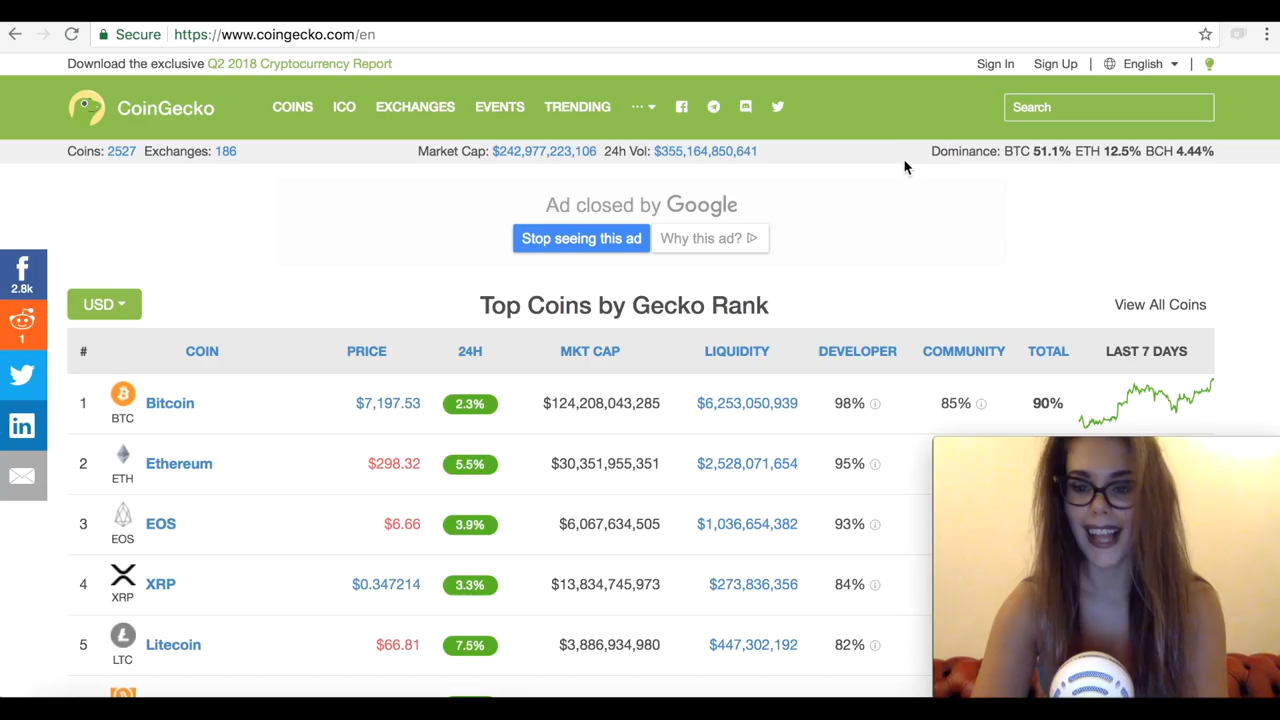 Secure https://www.coingecko.com/en
Download the exclusive Q2 2018 Cryptocurrency Report Sign In Sign Up | English |
CoinGecko COINS ICO EXCHANGES EVENTS TRENDING ••• Search
Coins: 2527 Exchanges: 186 Market Cap: $242,977,223,106 24h Vol: $355,164,850,641 Dominance: BTC 51.1% ETH 12.5% BCH 4.44%
Ad closed by Google
Stop seeing this ad Why this ad?
2.8k
1
USD Top Coins by Gecko Rank View All Coins
# COIN PRICE 24H MKT CAP LIQUIDITY DEVELOPER COMMUNITY TOTAL LAST 7 DAYS
1 BTC Bitcoin $7,197.53 2.3% $124,208,043,285 $6,253,050,939 98% 85% 90%
2 ETH Ethereum $298.32 5.5% $30,351,955,351 $2,528,071,654 95%
3 EOS EOS $6.66 3.9% $6,067,634,505 $1,036,654,382 93%
4 XRP XRP $0.347214 3.3% $13,834,745,973 $273,836,356 84%
5 LTC Litecoin $66.81 7.5% $3,886,934,980 $447,302,192 82%